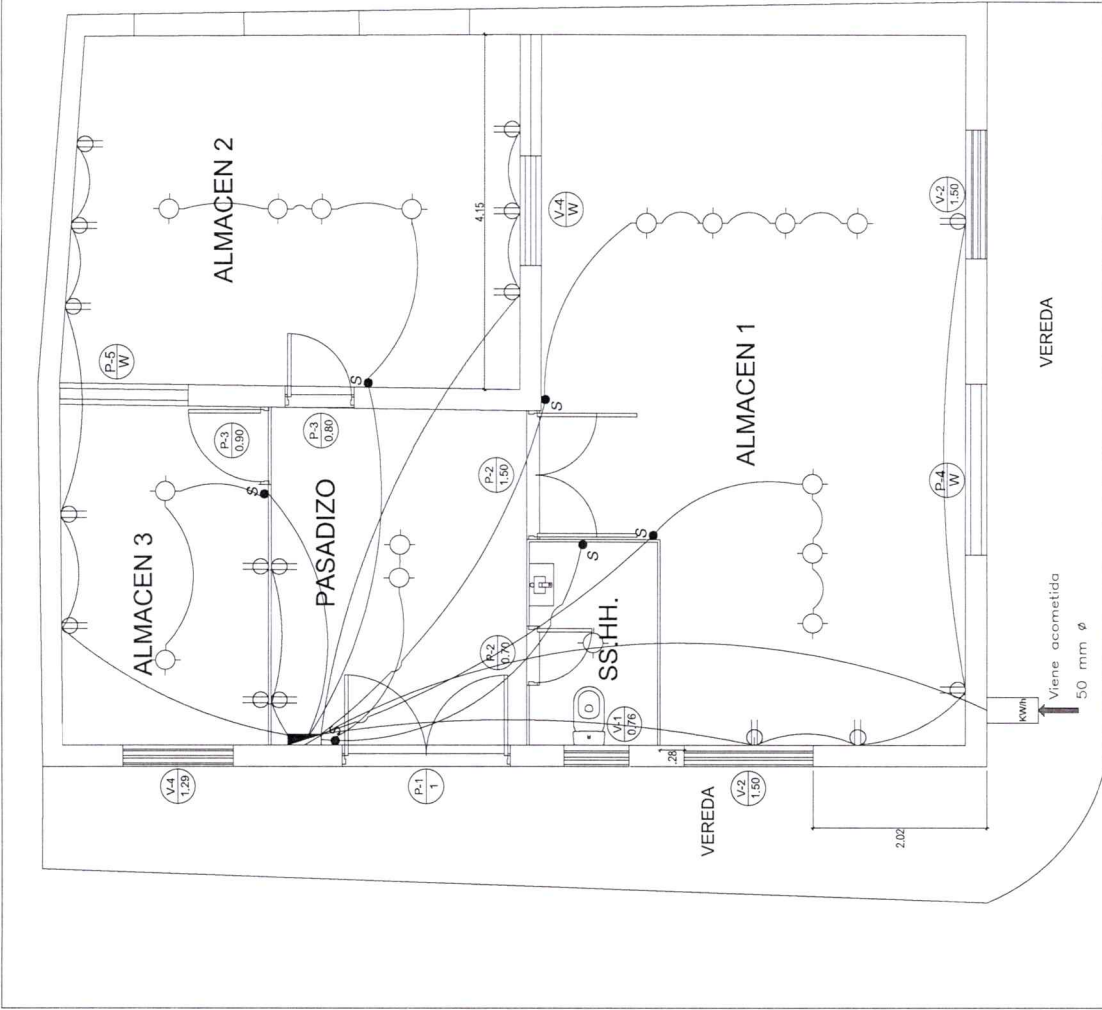 ALMACEN 2
4.15
P-5
W
V-4
W
V-2
1.50
VEREDA
ALMACEN 1
P-3
0.90
P-3
0.80
S
S
S
P-2
1.50
P-4
W
ALMACEN 3
PASADIZO
S
S
P-2
0.70
SS.HH.
S
V-1
0.76
V-4
1.29
P-1
1
.28
V-2
1.50
VEREDA
2.02
KW/h
Viene acometida
50 mm ø